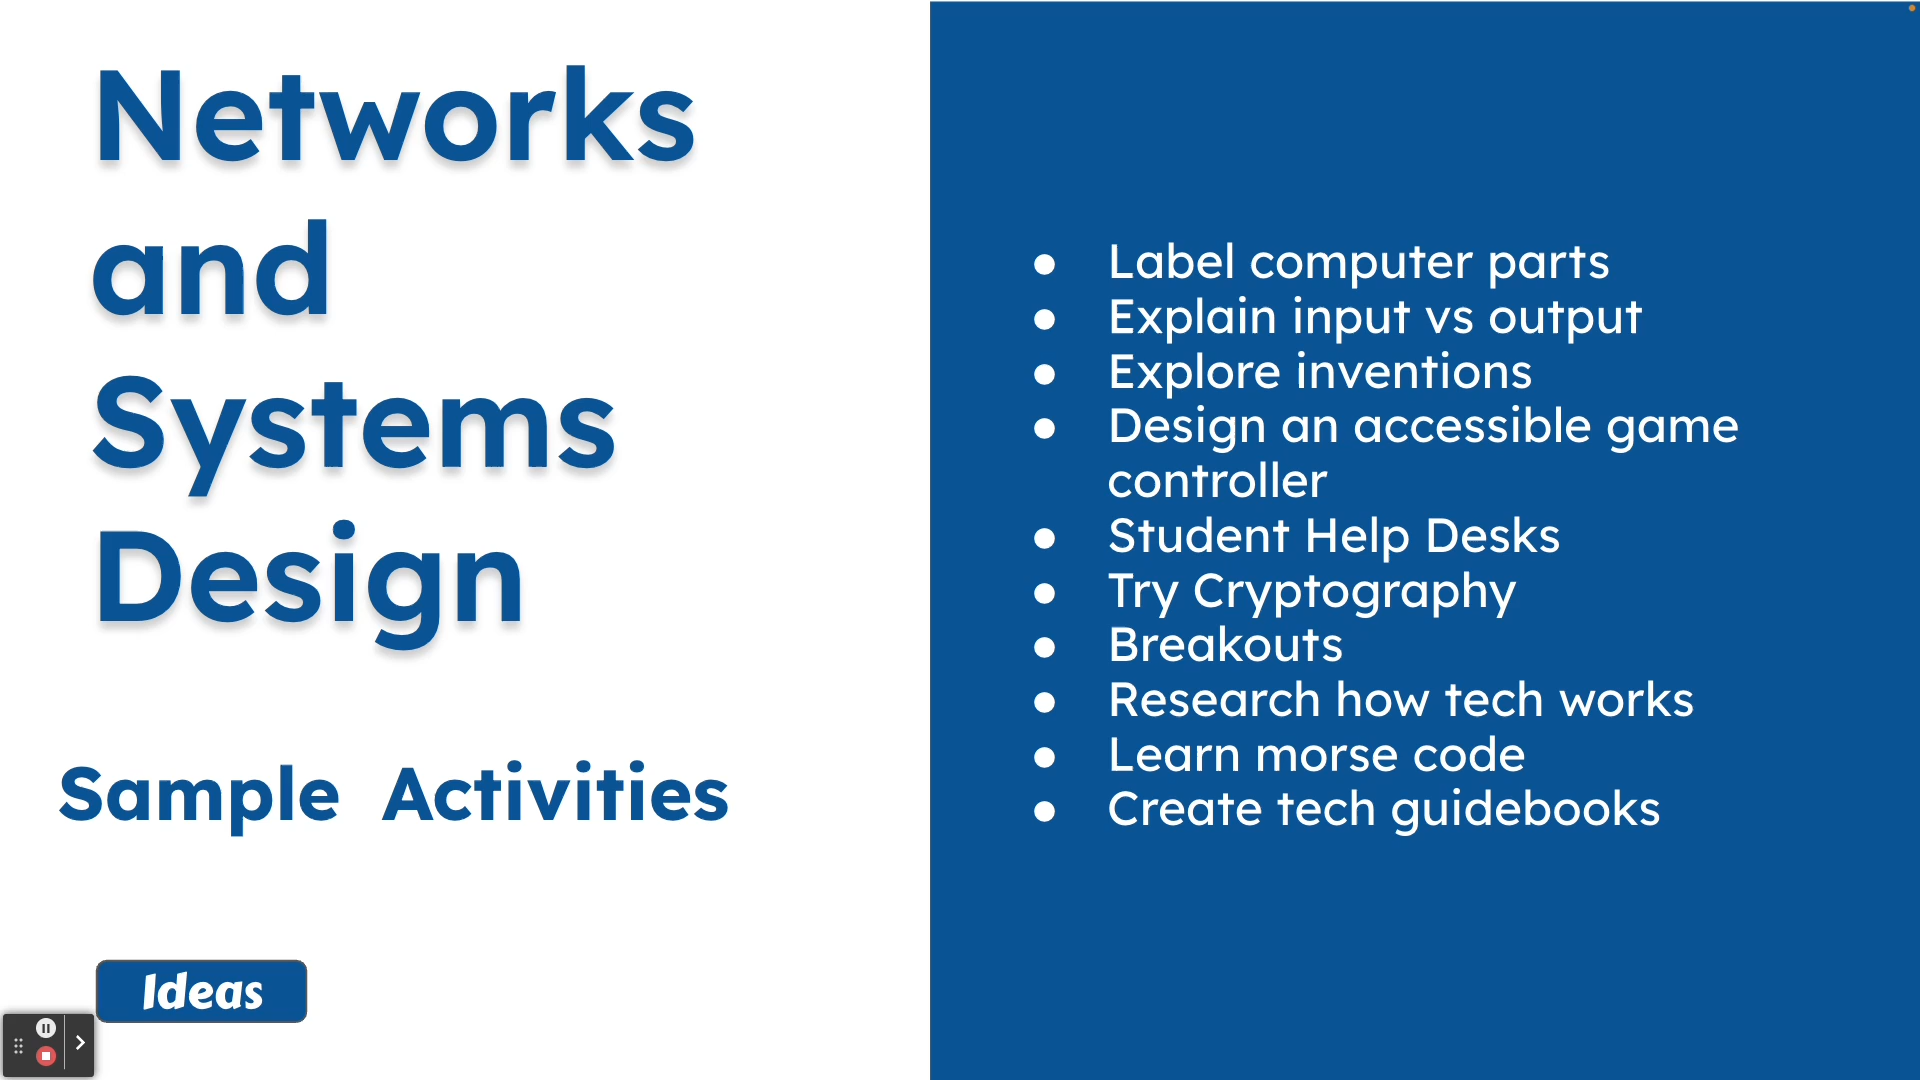 Networks
and
Systems
Design
Sample Activities
Ideas
● Label computer parts
● Explain input vs output
● Explore inventions
● Design an accessible game
controller
● Student Help Desks
● Try Cryptography
● Breakouts
● Research how tech works
● Learn morse code
● Create tech guidebooks